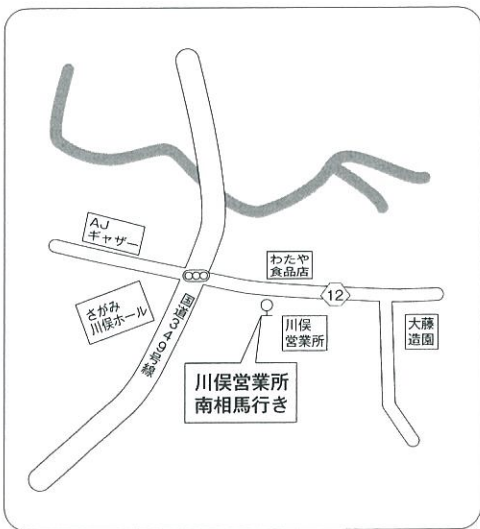 AJ
ギャザー
わたや
食品店
12
さがみ
川俣ホール
国道349号線
川俣
営業所
大藤
造園
川俣営業所
南相馬行き